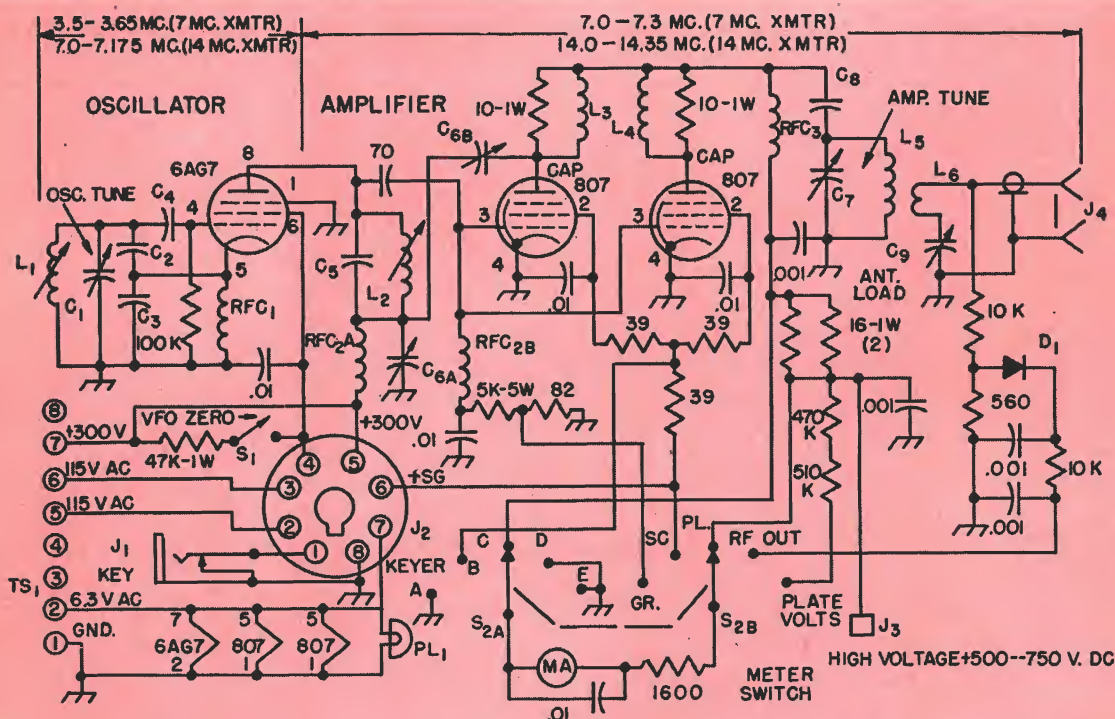 3.5-3.65 MC.(7 MC. XMTR)
7.0-7.175 MC.(14 MC. XMTR)
7.0-7.3 MC.(7 MC. XMTR)
14.0-14.35 MC.(14 MC. XMTR)
OSCILLATOR
AMPLIFIER
10-1W
L3
L4
10-1W
C8
AMP. TUNE
RFC3
L5
C6B
8
6AG7
1
70
CAP
807
CAP
807
L6
OSC. TUNE
C4
4
6
3
2
3
2
C7
J4
L1
C2
5
C5
4
4
C9
C1
C3
RFC1
L2
.01
.01
.001
ANT. LOAD
100K
RFC2A
RFC2B
39
39
16-1W
(2)
10K
D1
.01
C6A
5K-5W
82
39
470
K
.001
560
8
VFO ZERO
+300V
.01
7
+300V
47K-1W
S1
4
5
510
K
.001
10K
6
115V AC
3
6
+SG
.001
5
115 V AC
2
7
J2
C
D
SC
PL.
RF OUT
4
J1
1
8
B
3
KEY
KEYER
E
TS1
2
6.3 V AC
A
GR.
S2A
S2B
PLATE
VOLTS
J3
7
5
5
1
GND.
6AG7
807
807
PL1
MA
HIGH VOLTAGE+500--750 V. DC
2
1
1
1600
METER
SWITCH
.01